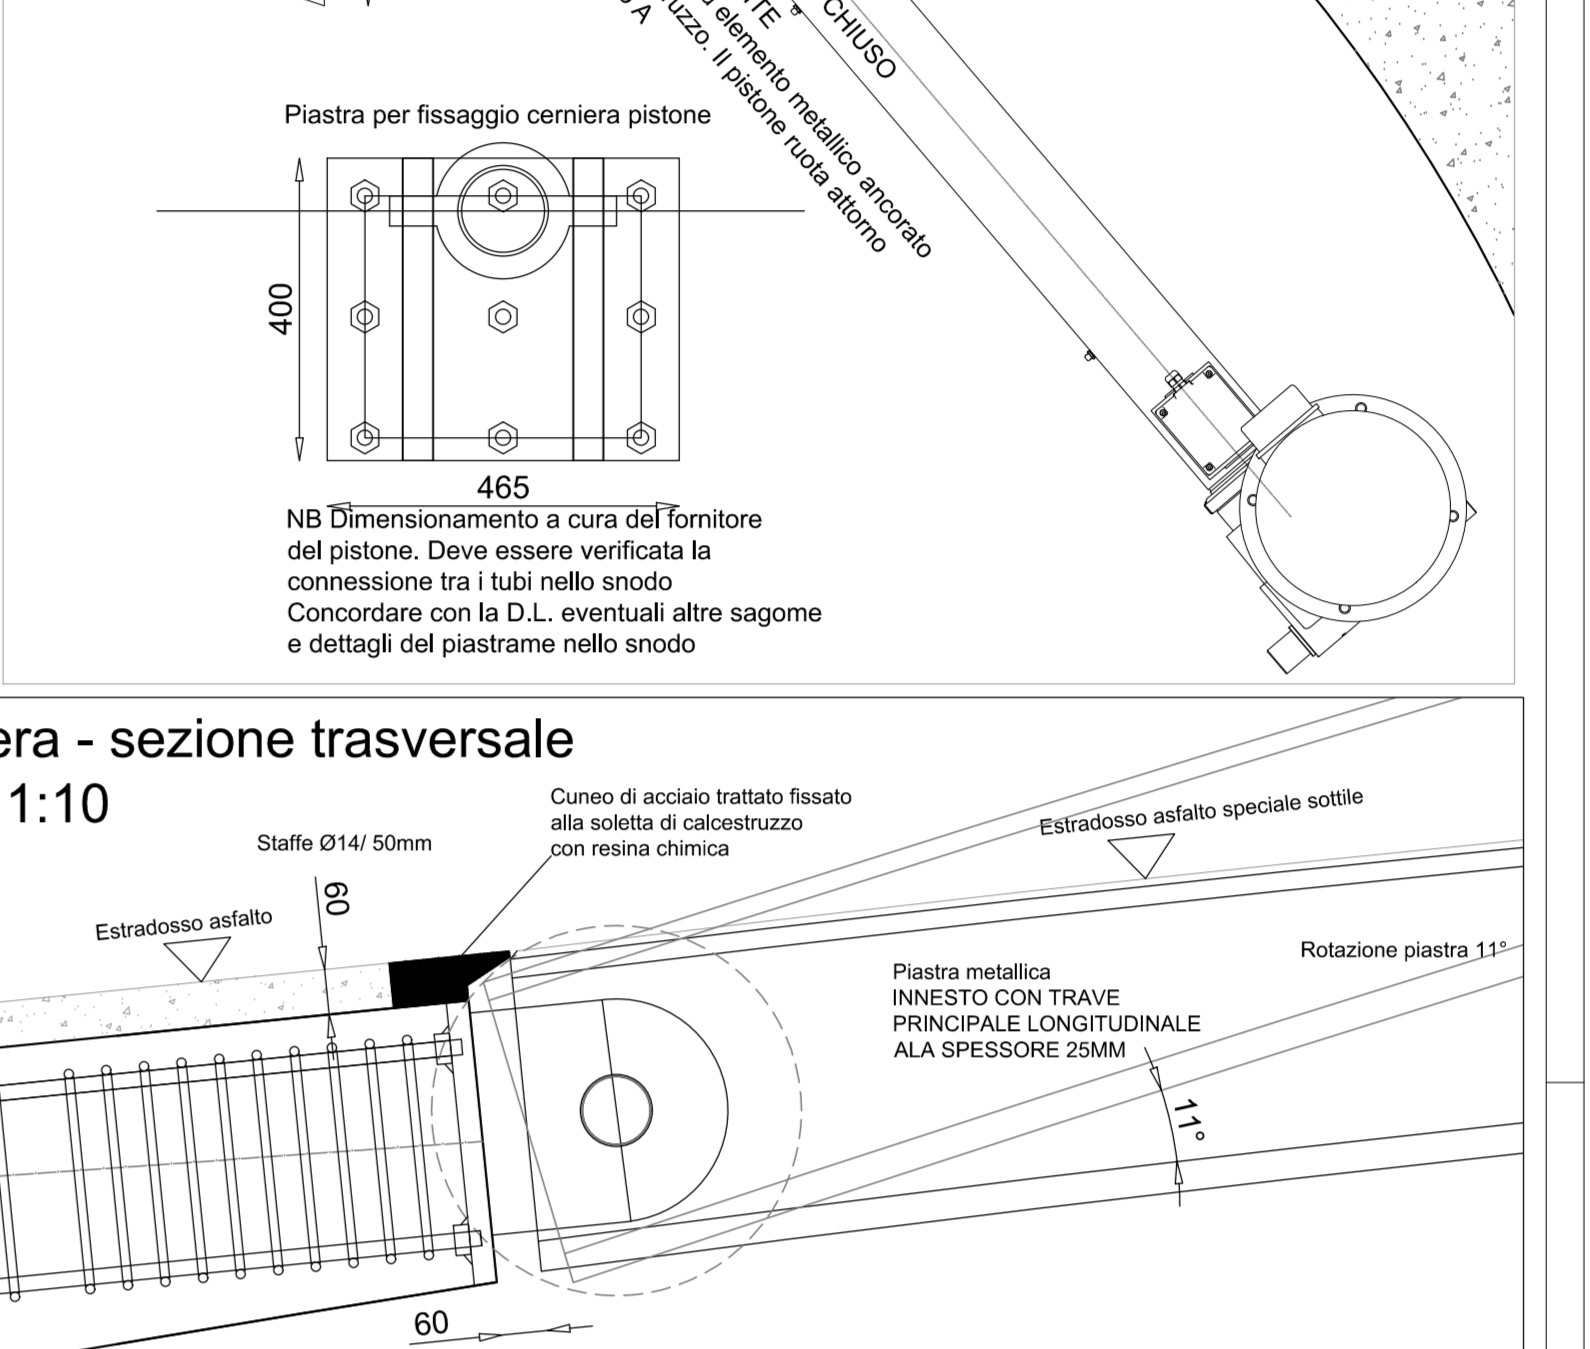 CHIUSO
elemento metallico ancorato
Il pistone ruota attorno
Piastra per fissaggio cerniera pistone
400
465
NB Dimensionamento a cura del fornitore
del pistone. Deve essere verificata la
connessione tra i tubi nello snodo
Concordare con la D.L. eventuali altre sagome
e dettagli del piastrame nello snodo
sezione trasversale
1:10
Cuneo di acciaio trattato fissato
alla soletta di calcestruzzo
con resina chimica
Staffe Ø14/ 50mm
60
Estradosso asfalto
Estradosso asfalto speciale sottile
Rotazione piastra 11°
Piastra metallica
INNESTO CON TRAVE
PRINCIPALE LONGITUDINALE
ALA SPESSORE 25MM
11°
60